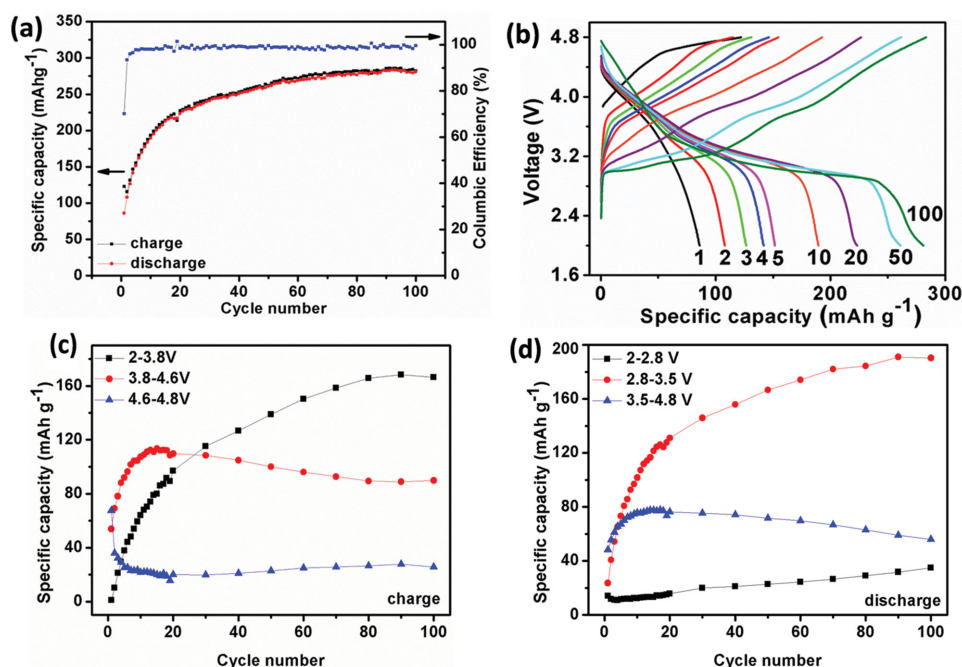 (a)
350
300
250
200
150
100
50
0
Specific capacity (mAhg⁻¹)
100
80
60
40
20
0
Columbic Efficiency (%)
charge
discharge
0 20 40 60 80 100
Cycle number
(b)
4.8
4.0
3.2
2.4
1.6
Voltage (V)
1 2 3 4 5 10 20 50 100
0 100 200 300
Specific capacity (mAh g⁻¹)
(c)
2-3.8V
3.8-4.6V
4.6-4.8V
160
120
80
40
0
Specific capacity (mAh g⁻¹)
charge
0 20 40 60 80 100
Cycle number
(d)
2-2.8 V
2.8-3.5 V
3.5-4.8 V
200
160
120
80
40
0
Specific capacity (mAh g⁻¹)
discharge
0 20 40 60 80 100
Cycle number